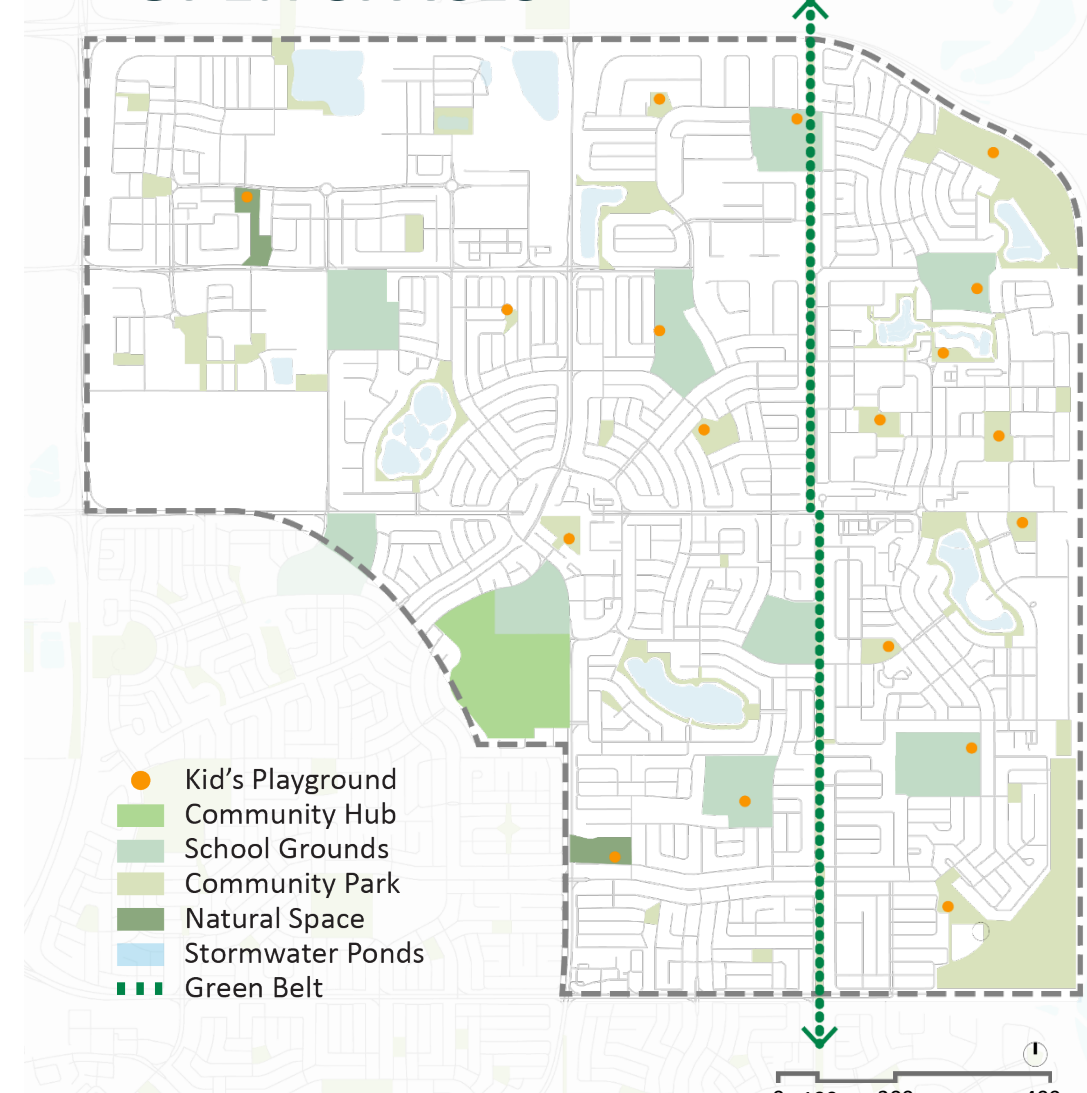 Kid's Playground
Community Hub
School Grounds
Community Park
Natural Space
Stormwater Ponds
Green Belt